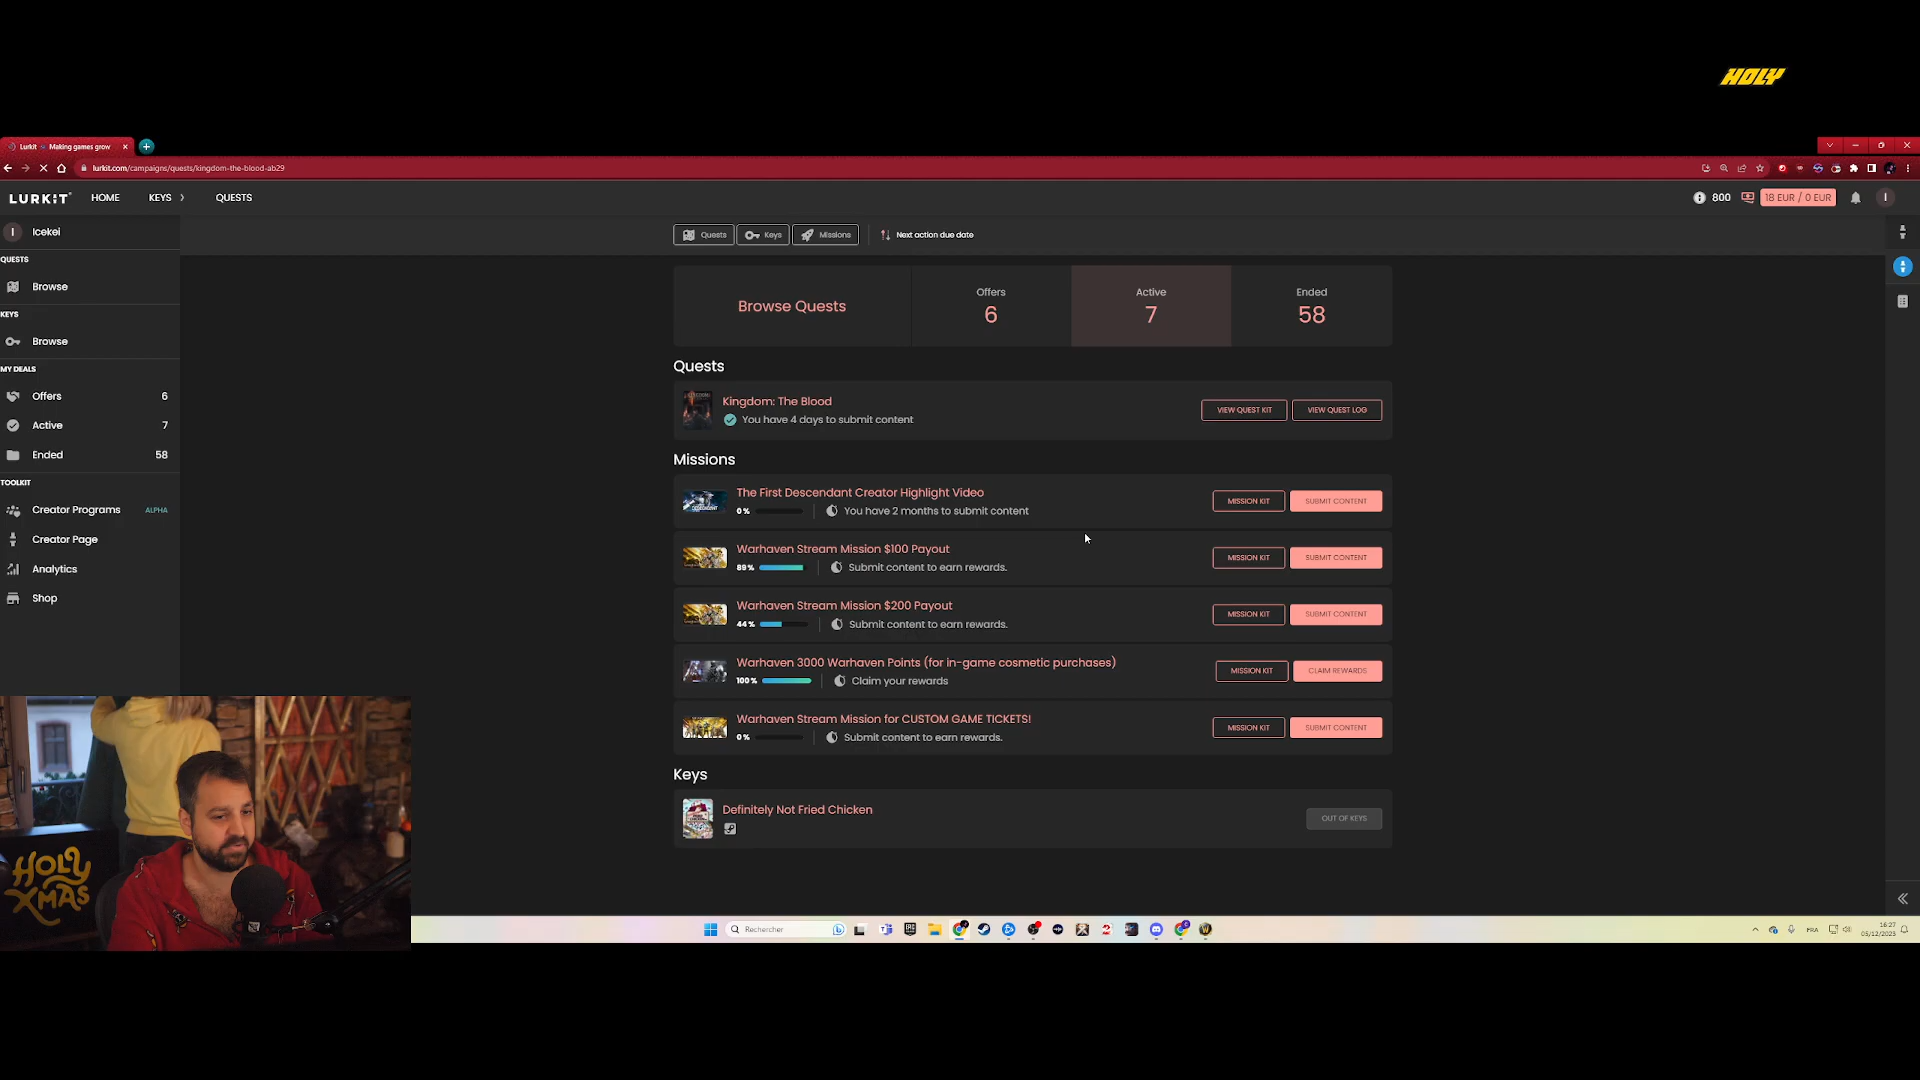 HOLY
Lurkit - Making games grow
lurkit.com/campaigns/quests/kingdom-the-blood-ab29
LURKIT
HOME
KEYS
QUESTS
800
18 EUR / 0 EUR
I
I
Icekei
Quests
Keys
Missions
Next action due date
QUESTS
Browse
KEYS
Browse
MY DEALS
Offers 6
Active 7
Ended 58
TOOLKIT
Creator Programs ALPHA
Creator Page
Analytics
Shop
Browse Quests
Offers
6
Active
7
Ended
58
Quests
Kingdom: The Blood
You have 4 days to submit content
VIEW QUEST KIT
VIEW QUEST LOG
Missions
The First Descendant Creator Highlight Video
0% You have 2 months to submit content
MISSION KIT
SUBMIT CONTENT
Warhaven Stream Mission $100 Payout
89% Submit content to earn rewards.
MISSION KIT
SUBMIT CONTENT
Warhaven Stream Mission $200 Payout
44% Submit content to earn rewards.
MISSION KIT
SUBMIT CONTENT
Warhaven 3000 Warhaven Points (for in-game cosmetic purchases)
100% Claim your rewards
MISSION KIT
CLAIM REWARDS
Warhaven Stream Mission for CUSTOM GAME TICKETS!
0% Submit content to earn rewards.
MISSION KIT
SUBMIT CONTENT
Keys
Definitely Not Fried Chicken
OUT OF KEYS
HOLY
XMAS
Rechercher
FRA
16:27
05/12/2023